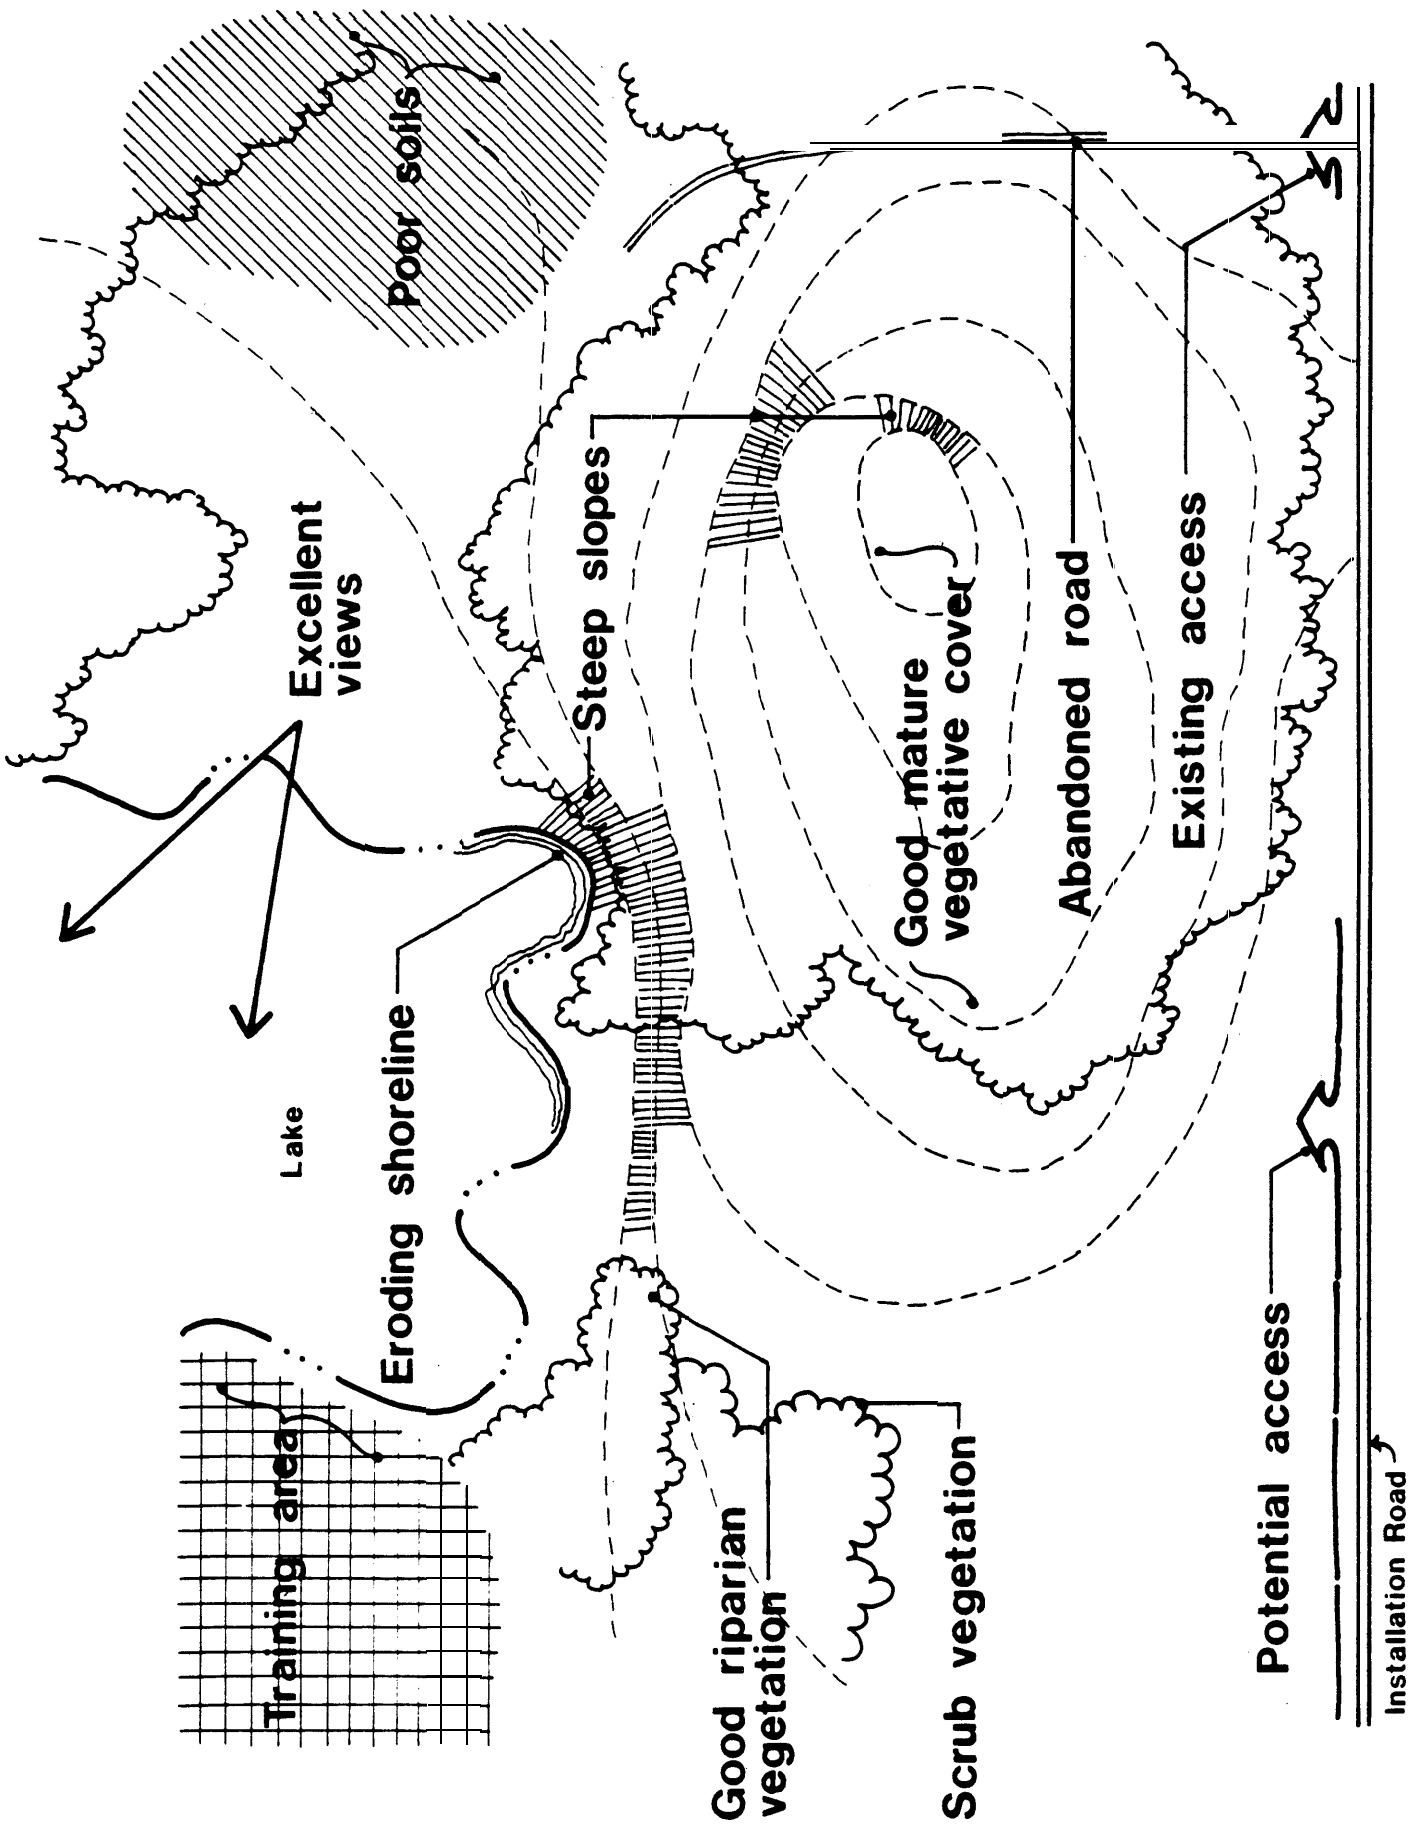 Training area
Lake
Excellent
views
Poor soils
Eroding shoreline
Steep slopes
Good riparian
vegetation
Good mature
vegetative cover
Scrub vegetation
Abandoned road
Existing access
Potential access
Installation Road